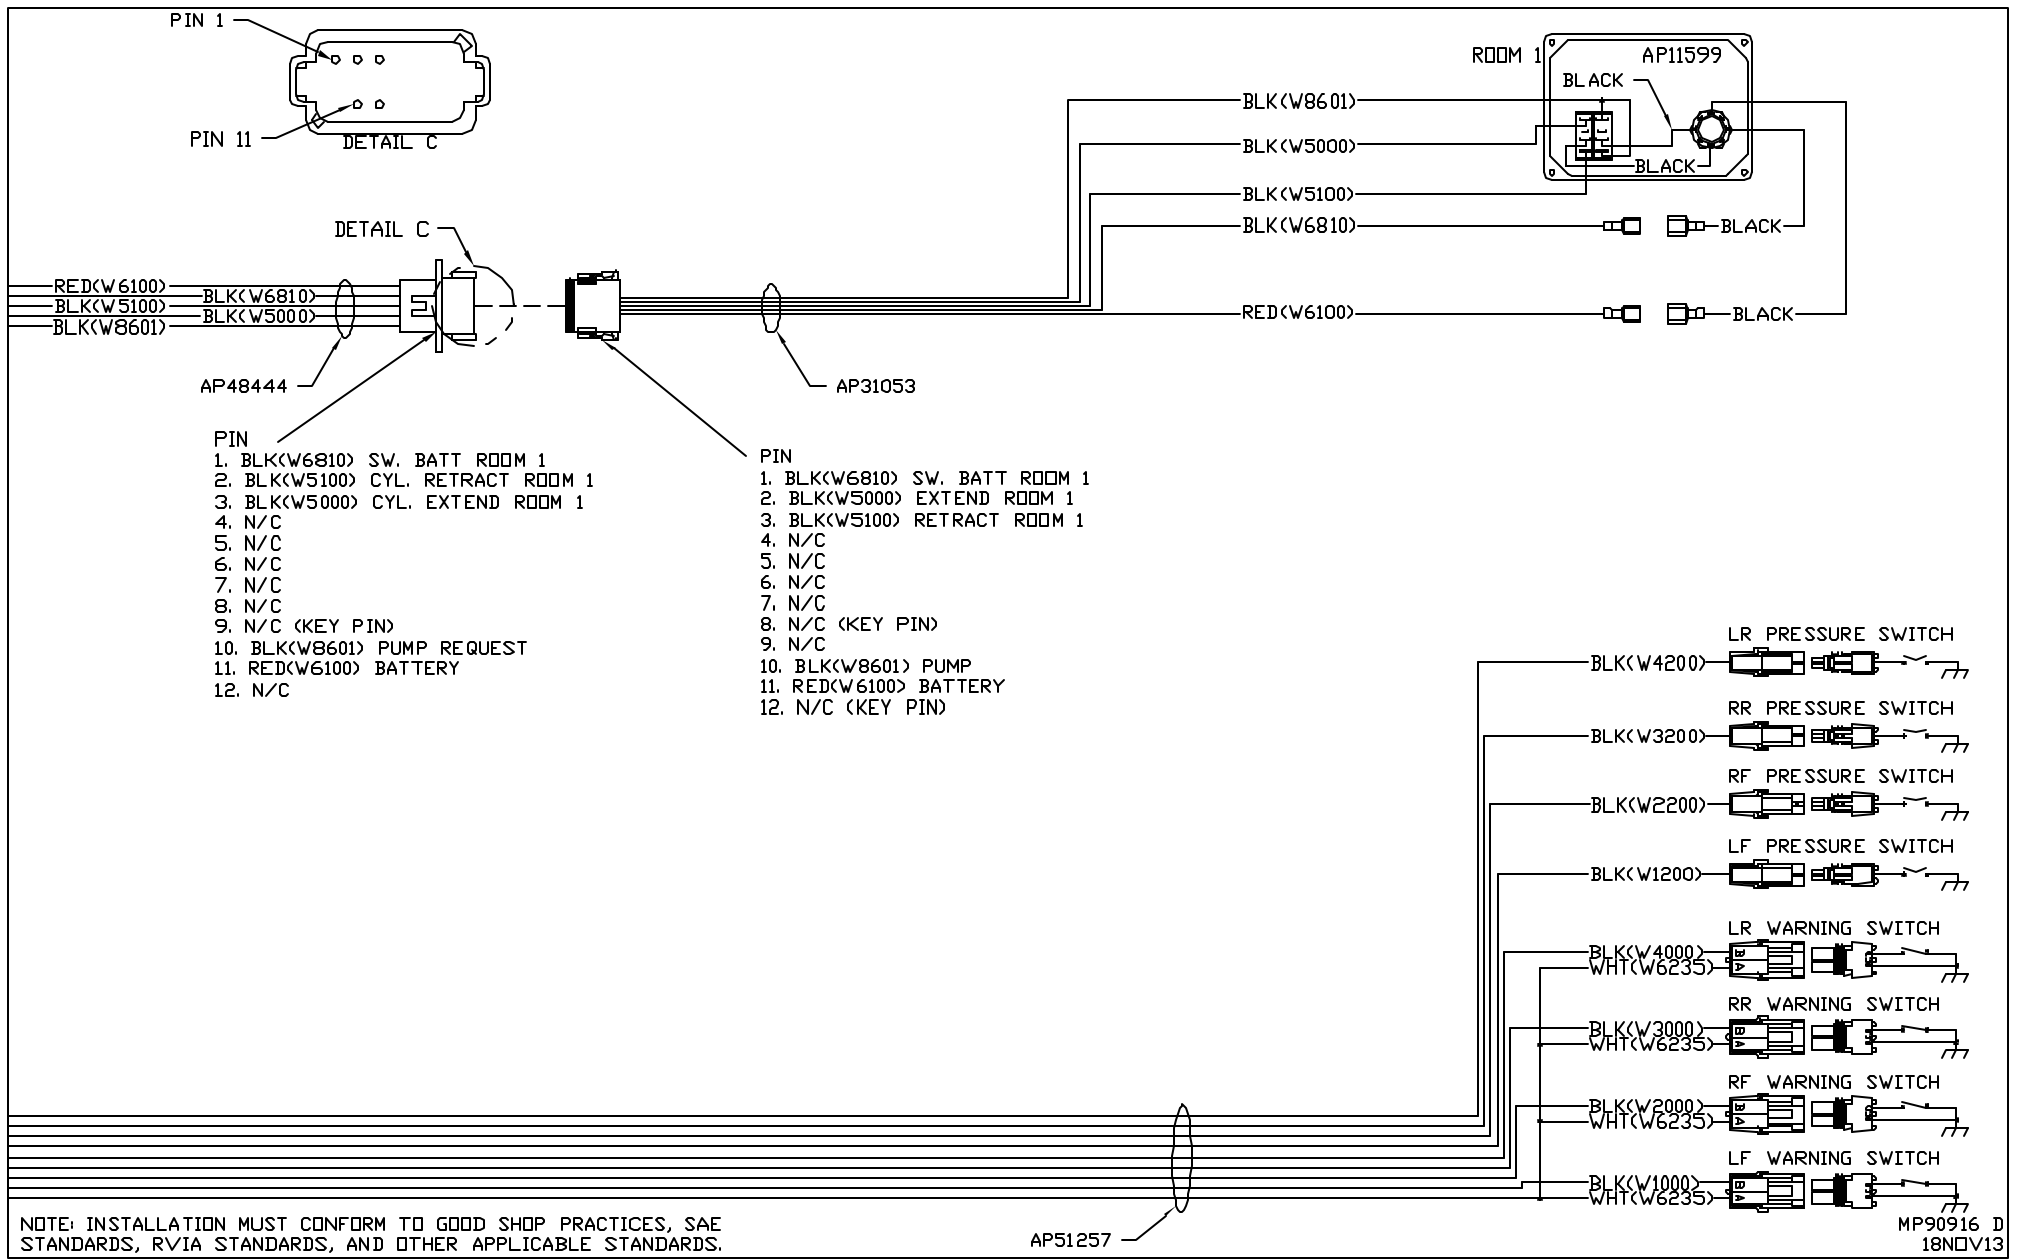 PIN 1
PIN 11
DETAIL C
ROOM 1
AP11599
BLACK
BLACK
BLK(W8601)
BLK(W5000)
BLK(W5100)
BLK(W6810)
BLACK
RED(W6100)
BLACK
DETAIL C
RED(W6100)
BLK(W6810)
BLK(W5100)
BLK(W5000)
BLK(W8601)
AP48444
AP31053
PIN
1. BLK(W6810) SW. BATT ROOM 1
2. BLK(W5100) CYL. RETRACT ROOM 1
3. BLK(W5000) CYL. EXTEND ROOM 1
4. N/C
5. N/C
6. N/C
7. N/C
8. N/C
9. N/C (KEY PIN)
10. BLK(W8601) PUMP REQUEST
11. RED(W6100) BATTERY
12. N/C
PIN
1. BLK(W6810) SW. BATT ROOM 1
2. BLK(W5000) EXTEND ROOM 1
3. BLK(W5100) RETRACT ROOM 1
4. N/C
5. N/C
6. N/C
7. N/C
8. N/C (KEY PIN)
9. N/C
10. BLK(W8601) PUMP
11. RED(W6100) BATTERY
12. N/C (KEY PIN)
LR PRESSURE SWITCH
BLK(W4200)
RR PRESSURE SWITCH
BLK(W3200)
RF PRESSURE SWITCH
BLK(W2200)
LF PRESSURE SWITCH
BLK(W1200)
LR WARNING SWITCH
BLK(W4000)
B
WHT(W6235)
A
RR WARNING SWITCH
BLK(W3000)
B
WHT(W6235)
A
RF WARNING SWITCH
BLK(W2000)
B
WHT(W6235)
A
LF WARNING SWITCH
BLK(W1000)
B
WHT(W6235)
A
AP51257
NOTE: INSTALLATION MUST CONFORM TO GOOD SHOP PRACTICES, SAE
STANDARDS, RVIA STANDARDS, AND OTHER APPLICABLE STANDARDS.
MP90916 D
18NOV13